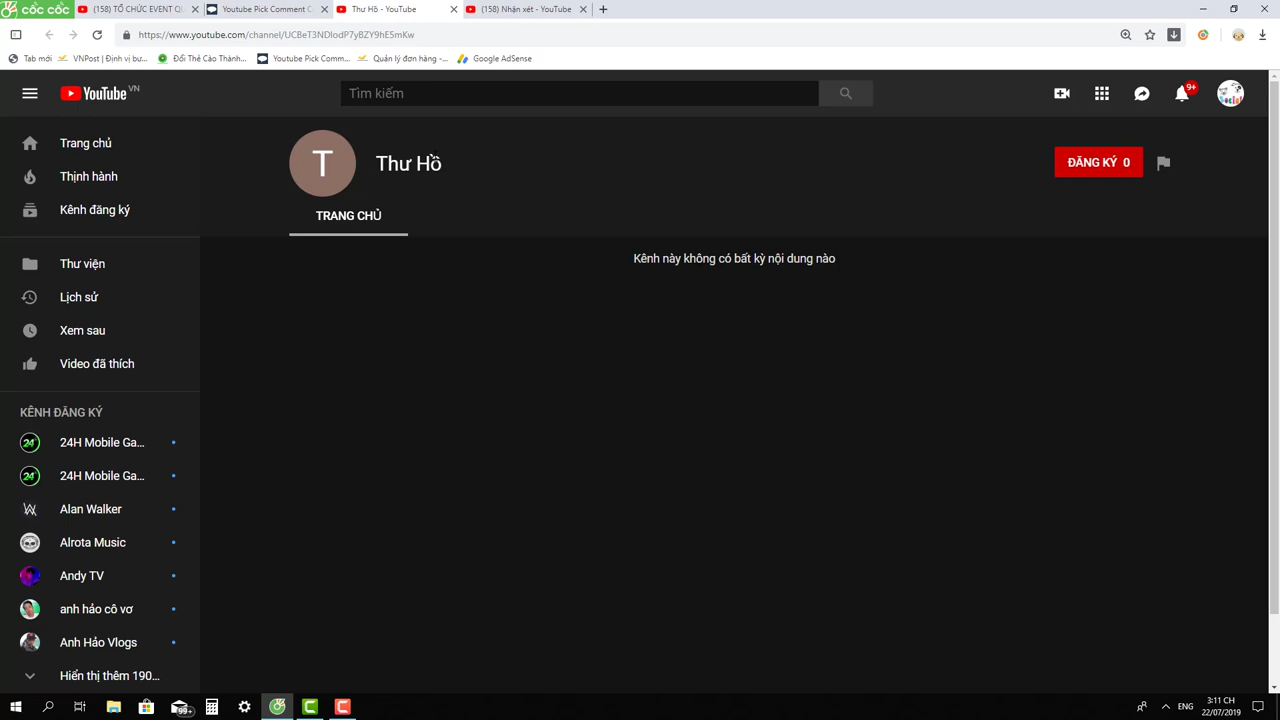 CỐC CỐC
(158) TỔ CHỨC EVENT QU
Youtube Pick Comment C
Thư Hồ - YouTube
(158) Nhận xét - YouTube
https://www.youtube.com/channel/UCBeT3NDIodP7yBZY9hESmKw
Tab mới
VNPost | Định vị bư...
Đổi Thẻ Cào Thành...
Youtube Pick Comm...
Quản lý đơn hàng -...
Google AdSense
YouTube VN
Tìm kiếm
9+
Trang chủ
Thịnh hành
Kênh đăng ký
Thư viện
Lịch sử
Xem sau
Video đã thích
KÊNH ĐĂNG KÝ
24H Mobile Ga...
24H Mobile Ga...
Alan Walker
Alrota Music
Andy TV
anh hảo cô vơ
Anh Hảo Vlogs
Hiển thị thêm 190...
T
Thư Hồ
ĐĂNG KÝ 0
TRANG CHỦ
Kênh này không có bất kỳ nội dung nào
99+
ENG
3:11 CH
22/07/2019